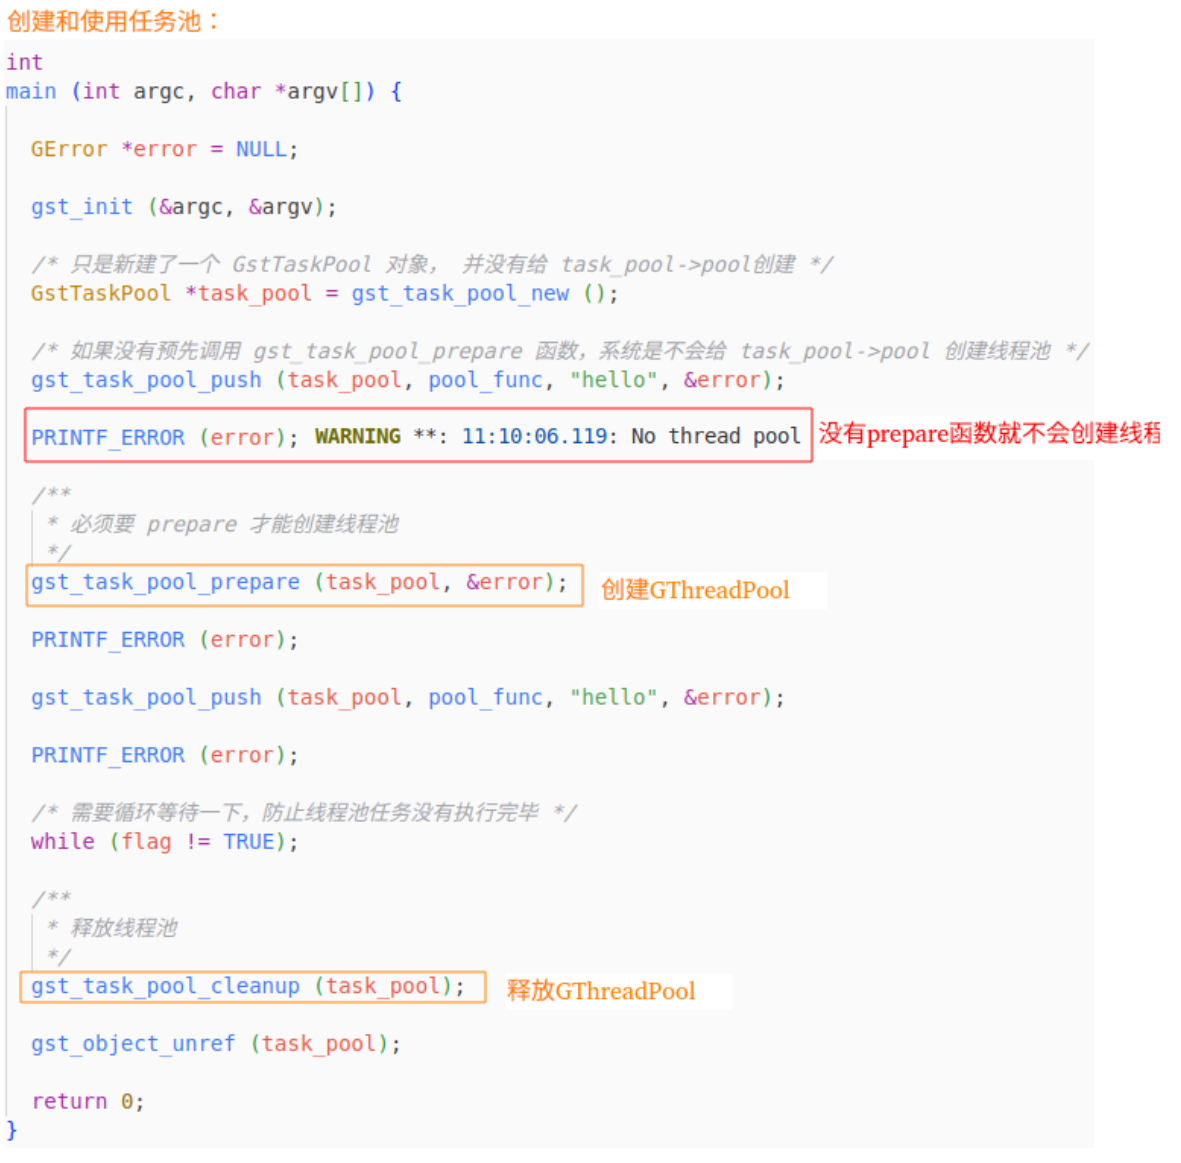 创建和使用任务池：
int
main (int argc, char *argv[]) {
GError *error = NULL;
gst_init (&argc, &argv);
/* 只是新建了一个 GstTaskPool 对象， 并没有给 task_pool->pool创建 */
GstTaskPool *task_pool = gst_task_pool_new ();
/* 如果没有预先调用 gst_task_pool_prepare 函数，系统是不会给 task_pool->pool 创建线程池 */
gst_task_pool_push (task_pool, pool_func, "hello", &error);
PRINTF_ERROR (error); WARNING **: 11:10:06.119: No thread pool 没有prepare函数就不会创建线程
/**
* 必须要 prepare 才能创建线程池
*/
gst_task_pool_prepare (task_pool, &error); 创建GThreadPool
PRINTF_ERROR (error);
gst_task_pool_push (task_pool, pool_func, "hello", &error);
PRINTF_ERROR (error);
/* 需要循环等待一下，防止线程池任务没有执行完毕 */
while (flag != TRUE);
/**
* 释放线程池
*/
gst_task_pool_cleanup (task_pool); 释放GThreadPool
gst_object_unref (task_pool);
return 0;
}